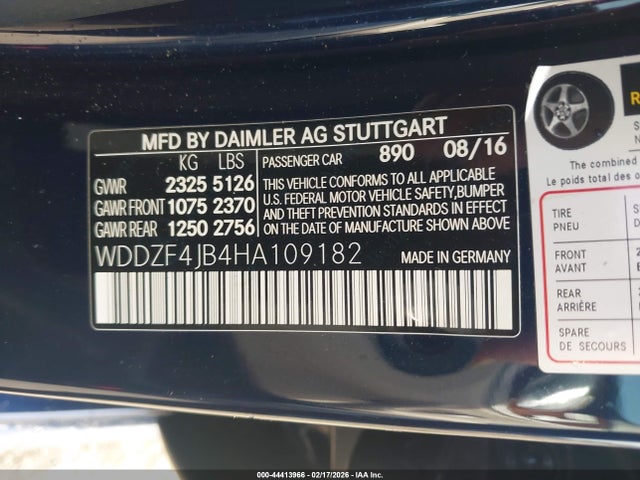 MFD BY DAIMLER AG STUTTGART
KG LBS PASSENGER CAR 890 08/16
GVWR 2325 5126
GAWR FRONT 1075 2370
GAWR REAR 1250 2756
THIS VEHICLE CONFORMS TO ALL APPLICABLE
U.S. FEDERAL MOTOR VEHICLE SAFETY,BUMPER
AND THEFT PREVENTION STANDARDS IN EFFECT
ON THE DATE OF MANUFACTURE SHOWN ABOVE.
WDDZF4JB4HA109182 MADE IN GERMANY
The combined
Le poids total des
TIRE
PNEU
FRONT
AVANT
REAR
ARRIÈRE
SPARE
DE SECOURS
000-44413966 - 02/17/2026 - IAAInc.